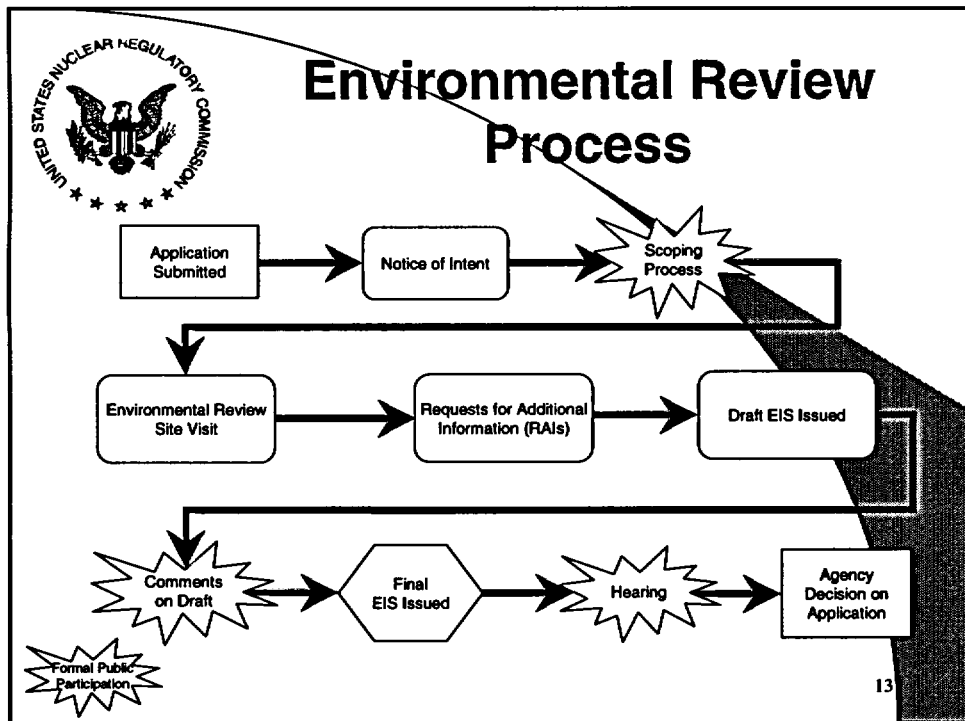 UNITED STATES NUCLEAR REGULATORY COMMISSION
Environmental Review
Process
Application
Submitted
Notice of Intent
Scoping
Process
Environmental Review
Site Visit
Requests for Additional
Information (RAIs)
Draft EIS Issued
Comments
on Draft
Final
EIS Issued
Hearing
Agency
Decision on
Application
Formal Public
Participation
13